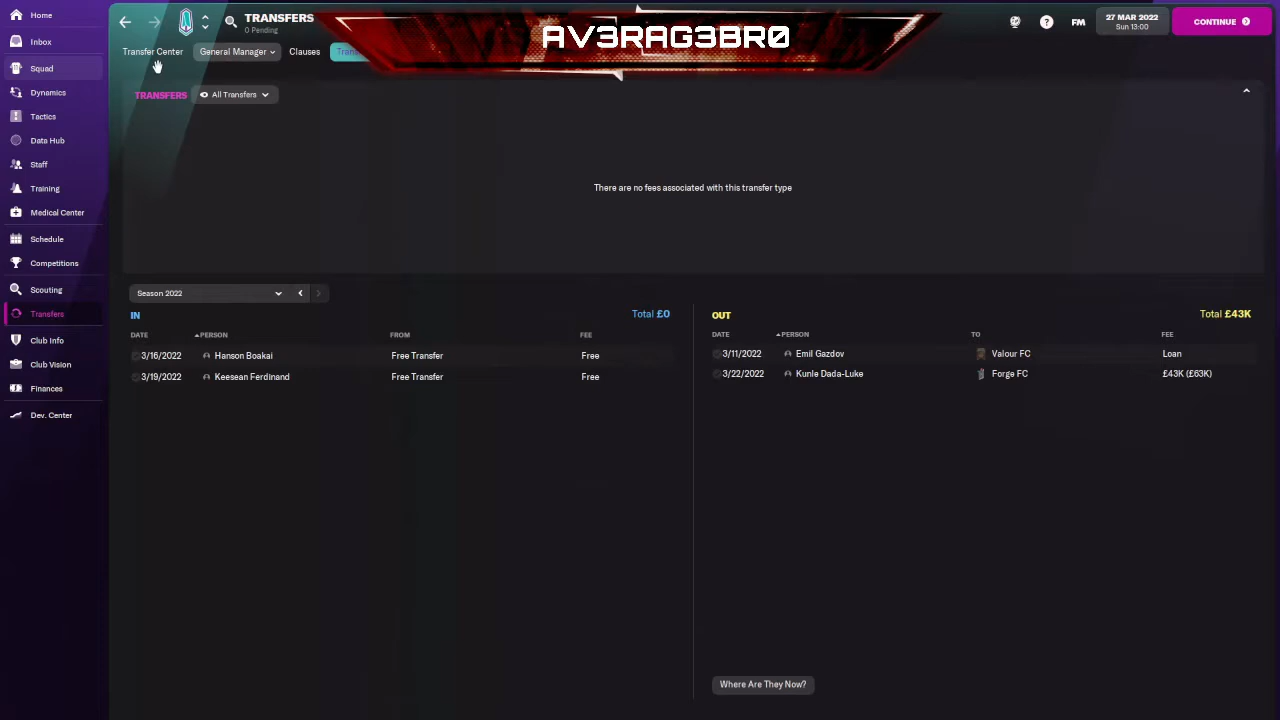 Home
Inbox
Squad
Dynamics
Tactics
Data Hub
Staff
Training
Medical Center
Schedule
Competitions
Scouting
Transfers
Club Info
Club Vision
Finances
Dev. Center
TRANSFERS
0 Pending
AV3RAG3BR0
FM
27 MAR 2022
Sun 13:00
CONTINUE
Transfer Center
General Manager
Clauses
TRANSFERS
All Transfers
There are no fees associated with this transfer type
Season 2022
IN
Total £0
DATE PERSON FROM FEE
3/16/2022 Hanson Boakai Free Transfer Free
3/19/2022 Keesean Ferdinand Free Transfer Free
OUT
Total £43K
DATE PERSON TO FEE
3/11/2022 Emil Gazdov Valour FC Loan
3/22/2022 Kunle Dada-Luke Forge FC £43K (£63K)
Where Are They Now?